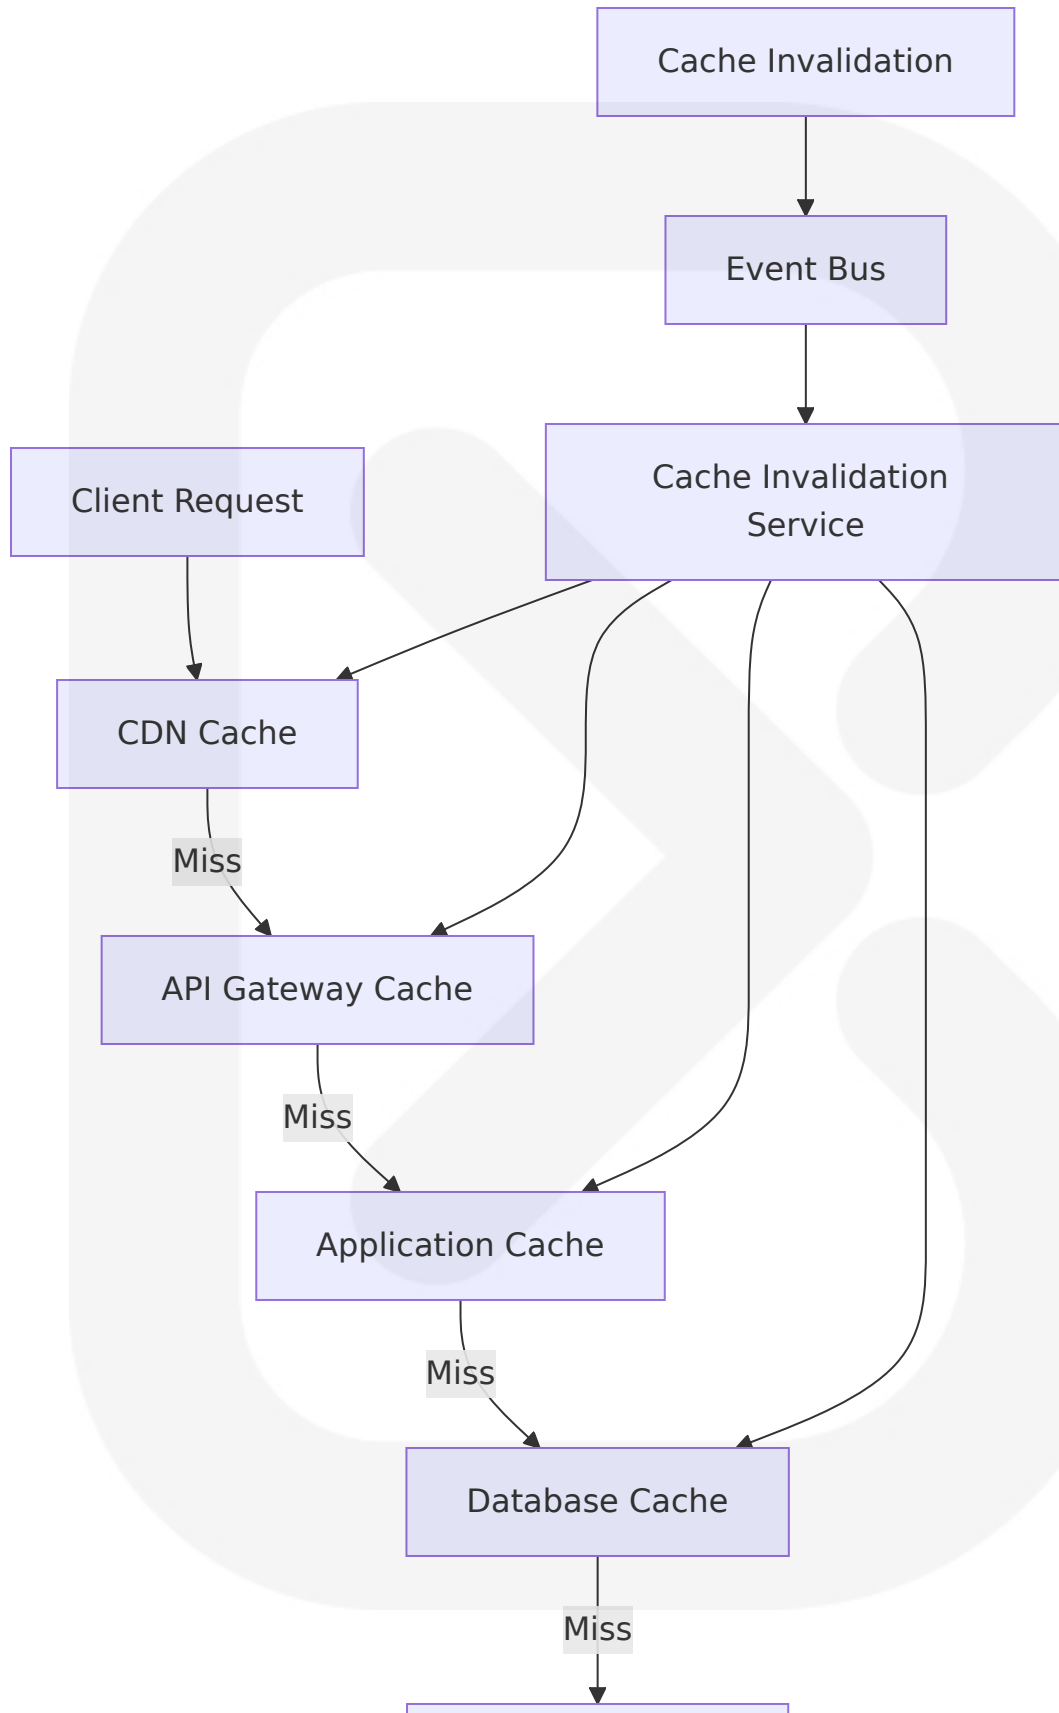 Cache Invalidation
Event Bus
Cache Invalidation
Service
Client Request
CDN Cache
Miss
API Gateway Cache
Miss
Application Cache
Miss
Database Cache
Miss